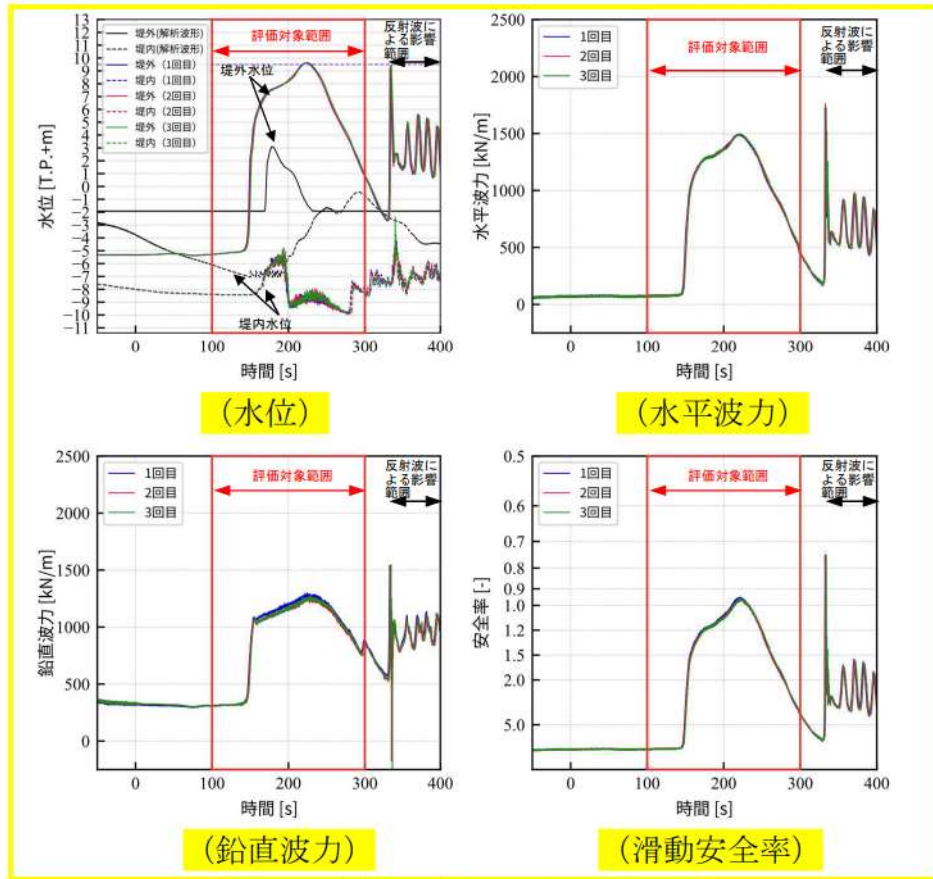 13
12
11
10
9
8
7
6
5
4
3
2
1
0
−1
−2
−3
−4
−5
−6
−7
−8
−9
−10
−11
水位 [T.P.+m]
堤外(解析波形)
堤内(解析波形)
堤外（1回目）
堤内（1回目）
堤外（2回目）
堤内（2回目）
堤外（3回目）
堤内（3回目）
評価対象範囲
反射波に
よる影響
範囲
堤外水位
堤内水位
0 100 200 300 400
時間 [s]
（水位）
2500
2000
1500
1000
500
0
水平波力 [kN/m]
1回目
2回目
3回目
評価対象範囲
反射波に
よる影響
範囲
0 100 200 300 400
時間 [s]
（水平波力）
2500
2000
1500
1000
500
0
鉛直波力 [kN/m]
1回目
2回目
3回目
評価対象範囲
反射波に
よる影響
範囲
0 100 200 300 400
時間 [s]
（鉛直波力）
0.5
0.6
0.7
0.8
0.9
1.0
1.2
1.5
2.0
5.0
安全率 [-]
1回目
2回目
3回目
評価対象範囲
反射波に
よる影響
範囲
0 100 200 300 400
時間 [s]
（滑動安全率）